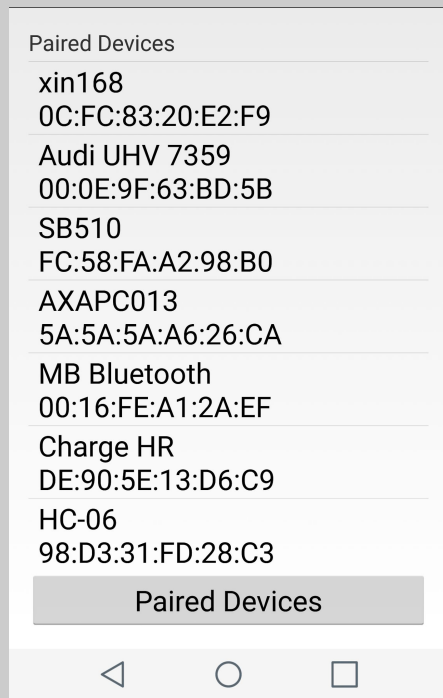 Paired Devices
xin168
0C:FC:83:20:E2:F9
Audi UHV 7359
00:0E:9F:63:BD:5B
SB510
FC:58:FA:A2:98:B0
AXAPC013
5A:5A:5A:A6:26:CA
MB Bluetooth
00:16:FE:A1:2A:EF
Charge HR
DE:90:5E:13:D6:C9
HC-06
98:D3:31:FD:28:C3
Paired Devices